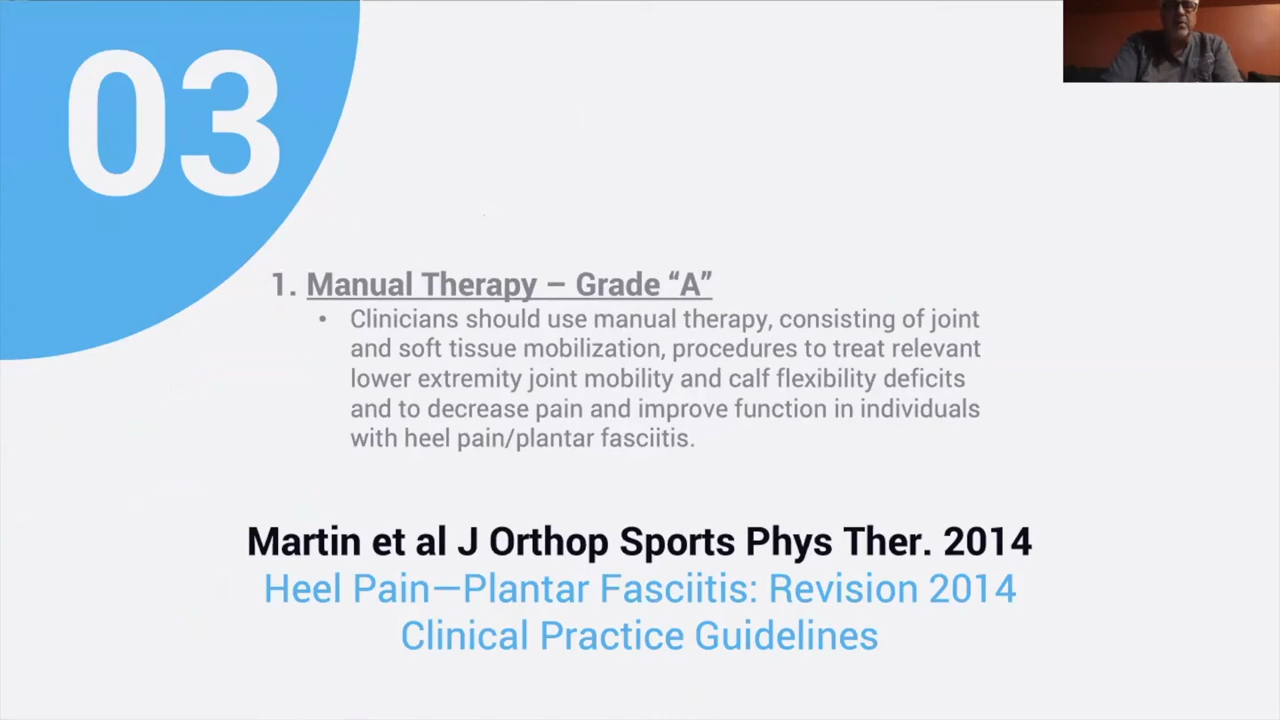 03
1. Manual Therapy – Grade “A”
• Clinicians should use manual therapy, consisting of joint
and soft tissue mobilization, procedures to treat relevant
lower extremity joint mobility and calf flexibility deficits
and to decrease pain and improve function in individuals
with heel pain/plantar fasciitis.
Martin et al J Orthop Sports Phys Ther. 2014
Heel Pain—Plantar Fasciitis: Revision 2014
Clinical Practice Guidelines